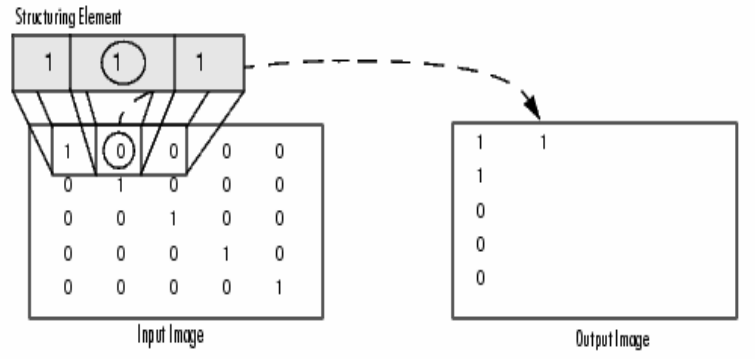 Structuring Element
1 1 1
1 0 0 0 0
0 1 0 0 0
0 0 1 0 0
0 0 0 1 0
0 0 0 0 1
Input Image
1 1
1
0
0
0
Output Image